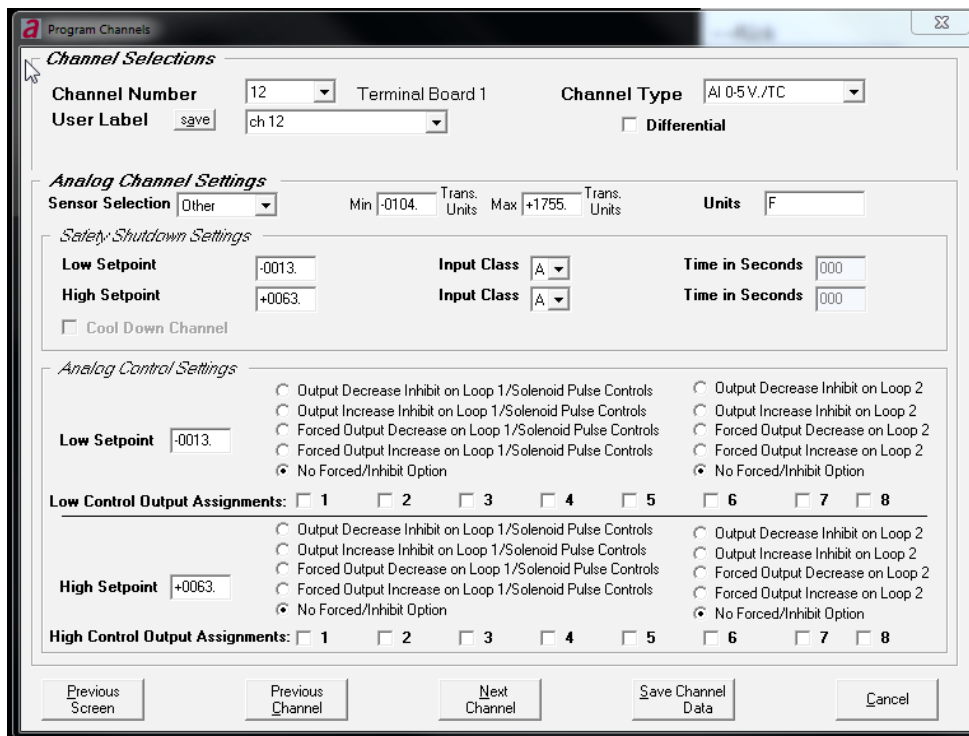 a Program Channels
Channel Selections
Channel Number 12 Terminal Board 1 Channel Type AI 0-5 V./TC
User Label save ch 12 Differential
Analog Channel Settings
Sensor Selection Other Min -0104. Trans. Units Max +1755. Trans. Units Units F
Safety Shutdown Settings
Low Setpoint -0013. Input Class A Time in Seconds 000
High Setpoint +0063. Input Class A Time in Seconds 000
Cool Down Channel
Analog Control Settings
Output Decrease Inhibit on Loop 1/Solenoid Pulse Controls Output Decrease Inhibit on Loop 2
Output Increase Inhibit on Loop 1/Solenoid Pulse Controls Output Increase Inhibit on Loop 2
Low Setpoint -0013. Forced Output Decrease on Loop 1/Solenoid Pulse Controls Forced Output Decrease on Loop 2
Forced Output Increase on Loop 1/Solenoid Pulse Controls Forced Output Increase on Loop 2
No Forced/Inhibit Option No Forced/Inhibit Option
Low Control Output Assignments: 1 2 3 4 5 6 7 8
Output Decrease Inhibit on Loop 1/Solenoid Pulse Controls Output Decrease Inhibit on Loop 2
Output Increase Inhibit on Loop 1/Solenoid Pulse Controls Output Increase Inhibit on Loop 2
Forced Output Decrease on Loop 1/Solenoid Pulse Controls Forced Output Decrease on Loop 2
High Setpoint +0063. Forced Output Increase on Loop 1/Solenoid Pulse Controls Forced Output Increase on Loop 2
No Forced/Inhibit Option No Forced/Inhibit Option
High Control Output Assignments: 1 2 3 4 5 6 7 8
Previous Screen Previous Channel Next Channel Save Channel Data Cancel